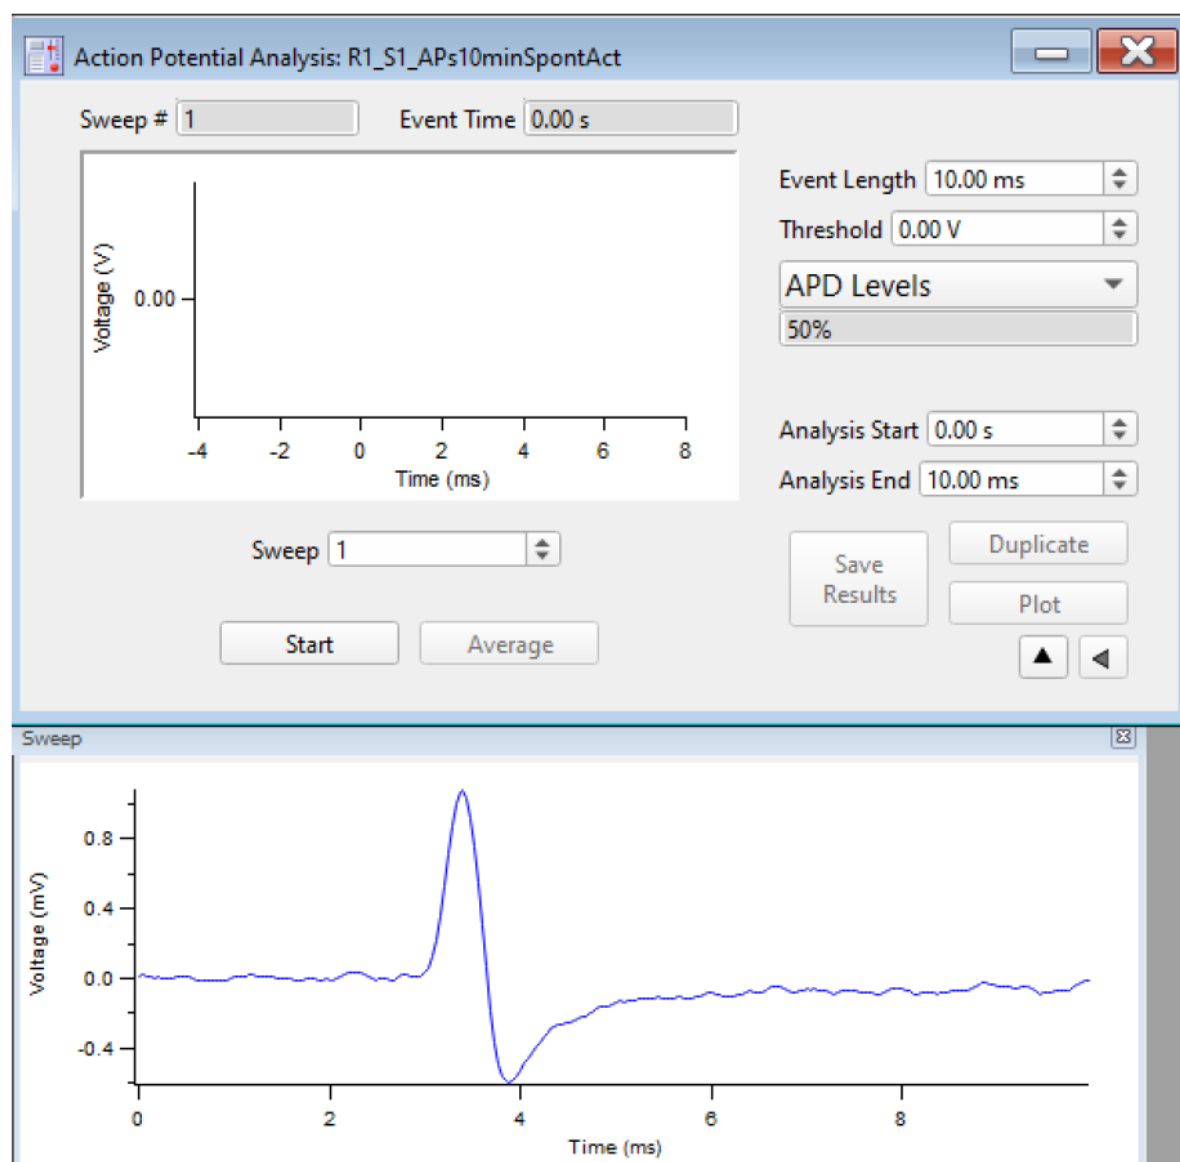 Action Potential Analysis: R1_S1_APs10minSpontAct
Sweep # 1
Event Time 0.00 s
Voltage (V)
0.00
-4 -2 0 2 4 6 8
Time (ms)
Event Length 10.00 ms
Threshold 0.00 V
APD Levels
50%
Analysis Start 0.00 s
Analysis End 10.00 ms
Sweep 1
Start
Average
Save
Results
Duplicate
Plot
Sweep
Voltage (mV)
0.8
0.4
0.0
-0.4
0 2 4 6 8
Time (ms)